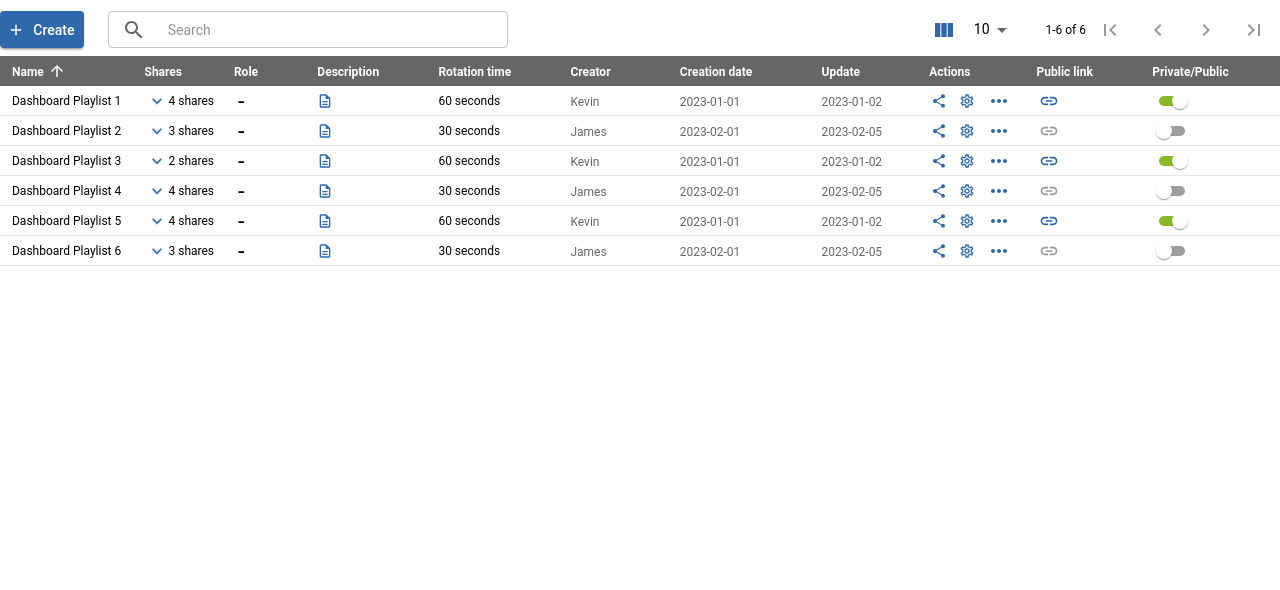 Create Search 10 1-6 of 6
Name Shares Role Description Rotation time Creator Creation date Update Actions Public link Private/Public
Dashboard Playlist 1 4 shares – 60 seconds Kevin 2023-01-01 2023-01-02
Dashboard Playlist 2 3 shares – 30 seconds James 2023-02-01 2023-02-05
Dashboard Playlist 3 2 shares – 60 seconds Kevin 2023-01-01 2023-01-02
Dashboard Playlist 4 4 shares – 30 seconds James 2023-02-01 2023-02-05
Dashboard Playlist 5 4 shares – 60 seconds Kevin 2023-01-01 2023-01-02
Dashboard Playlist 6 3 shares – 30 seconds James 2023-02-01 2023-02-05